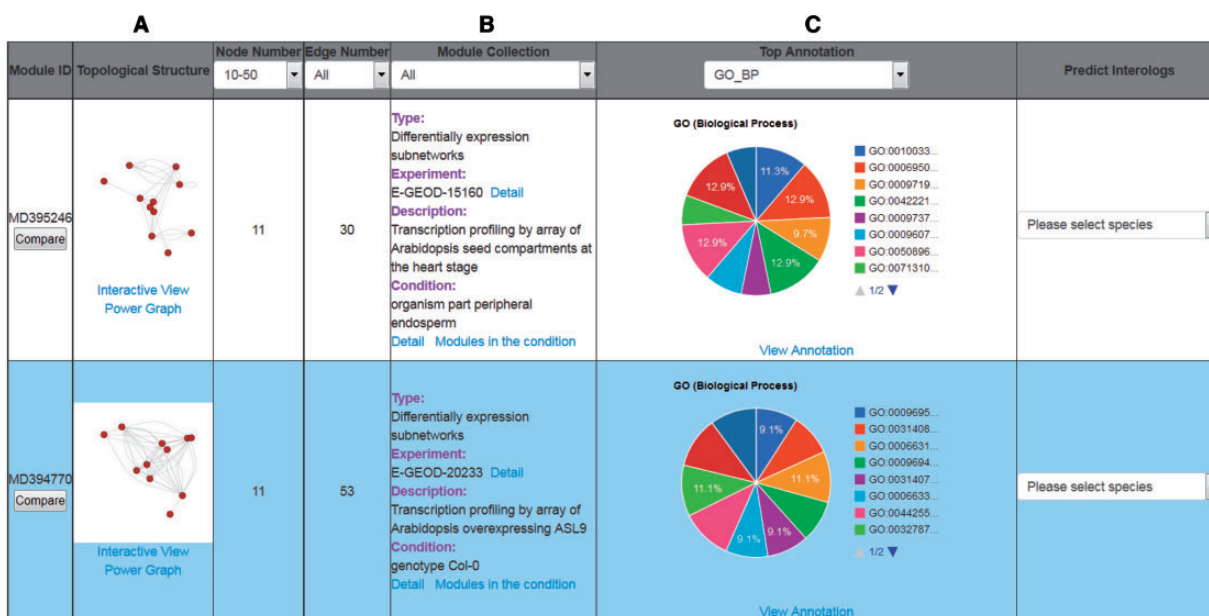 A B C
Module ID Topological Structure Node Number Edge Number Module Collection Top Annotation Predict Interologs
10-50 All All GO_BP
MD395246
Compare
Interactive View
Power Graph
11
30
Type:
Differentially expression
subnetworks
Experiment:
E-GEOD-15160 Detail
Description:
Transcription profiling by array of
Arabidopsis seed compartments at
the heart stage
Condition:
organism part peripheral
endosperm
Detail Modules in the condition
GO (Biological Process)
11.3%
12.9%
9.7%
12.9%
12.9%
12.9%
GO:0010033...
GO:0006950...
GO:0009719...
GO:0042221...
GO:0009737...
GO:0009607...
GO:0050896...
GO:0071310...
1/2
View Annotation
Please select species
MD394770
Compare
Interactive View
Power Graph
11
53
Type:
Differentially expression
subnetworks
Experiment:
E-GEOD-20233 Detail
Description:
Transcription profiling by array of
Arabidopsis overexpressing ASL9
Condition:
genotype Col-0
Detail Modules in the condition
GO (Biological Process)
9.1%
11.1%
9.1%
9.1%
11.1%
GO:0009695...
GO:0031408...
GO:0006631...
GO:0009694...
GO:0031407...
GO:0006633...
GO:0044255...
GO:0032787...
1/2
View Annotation
Please select species